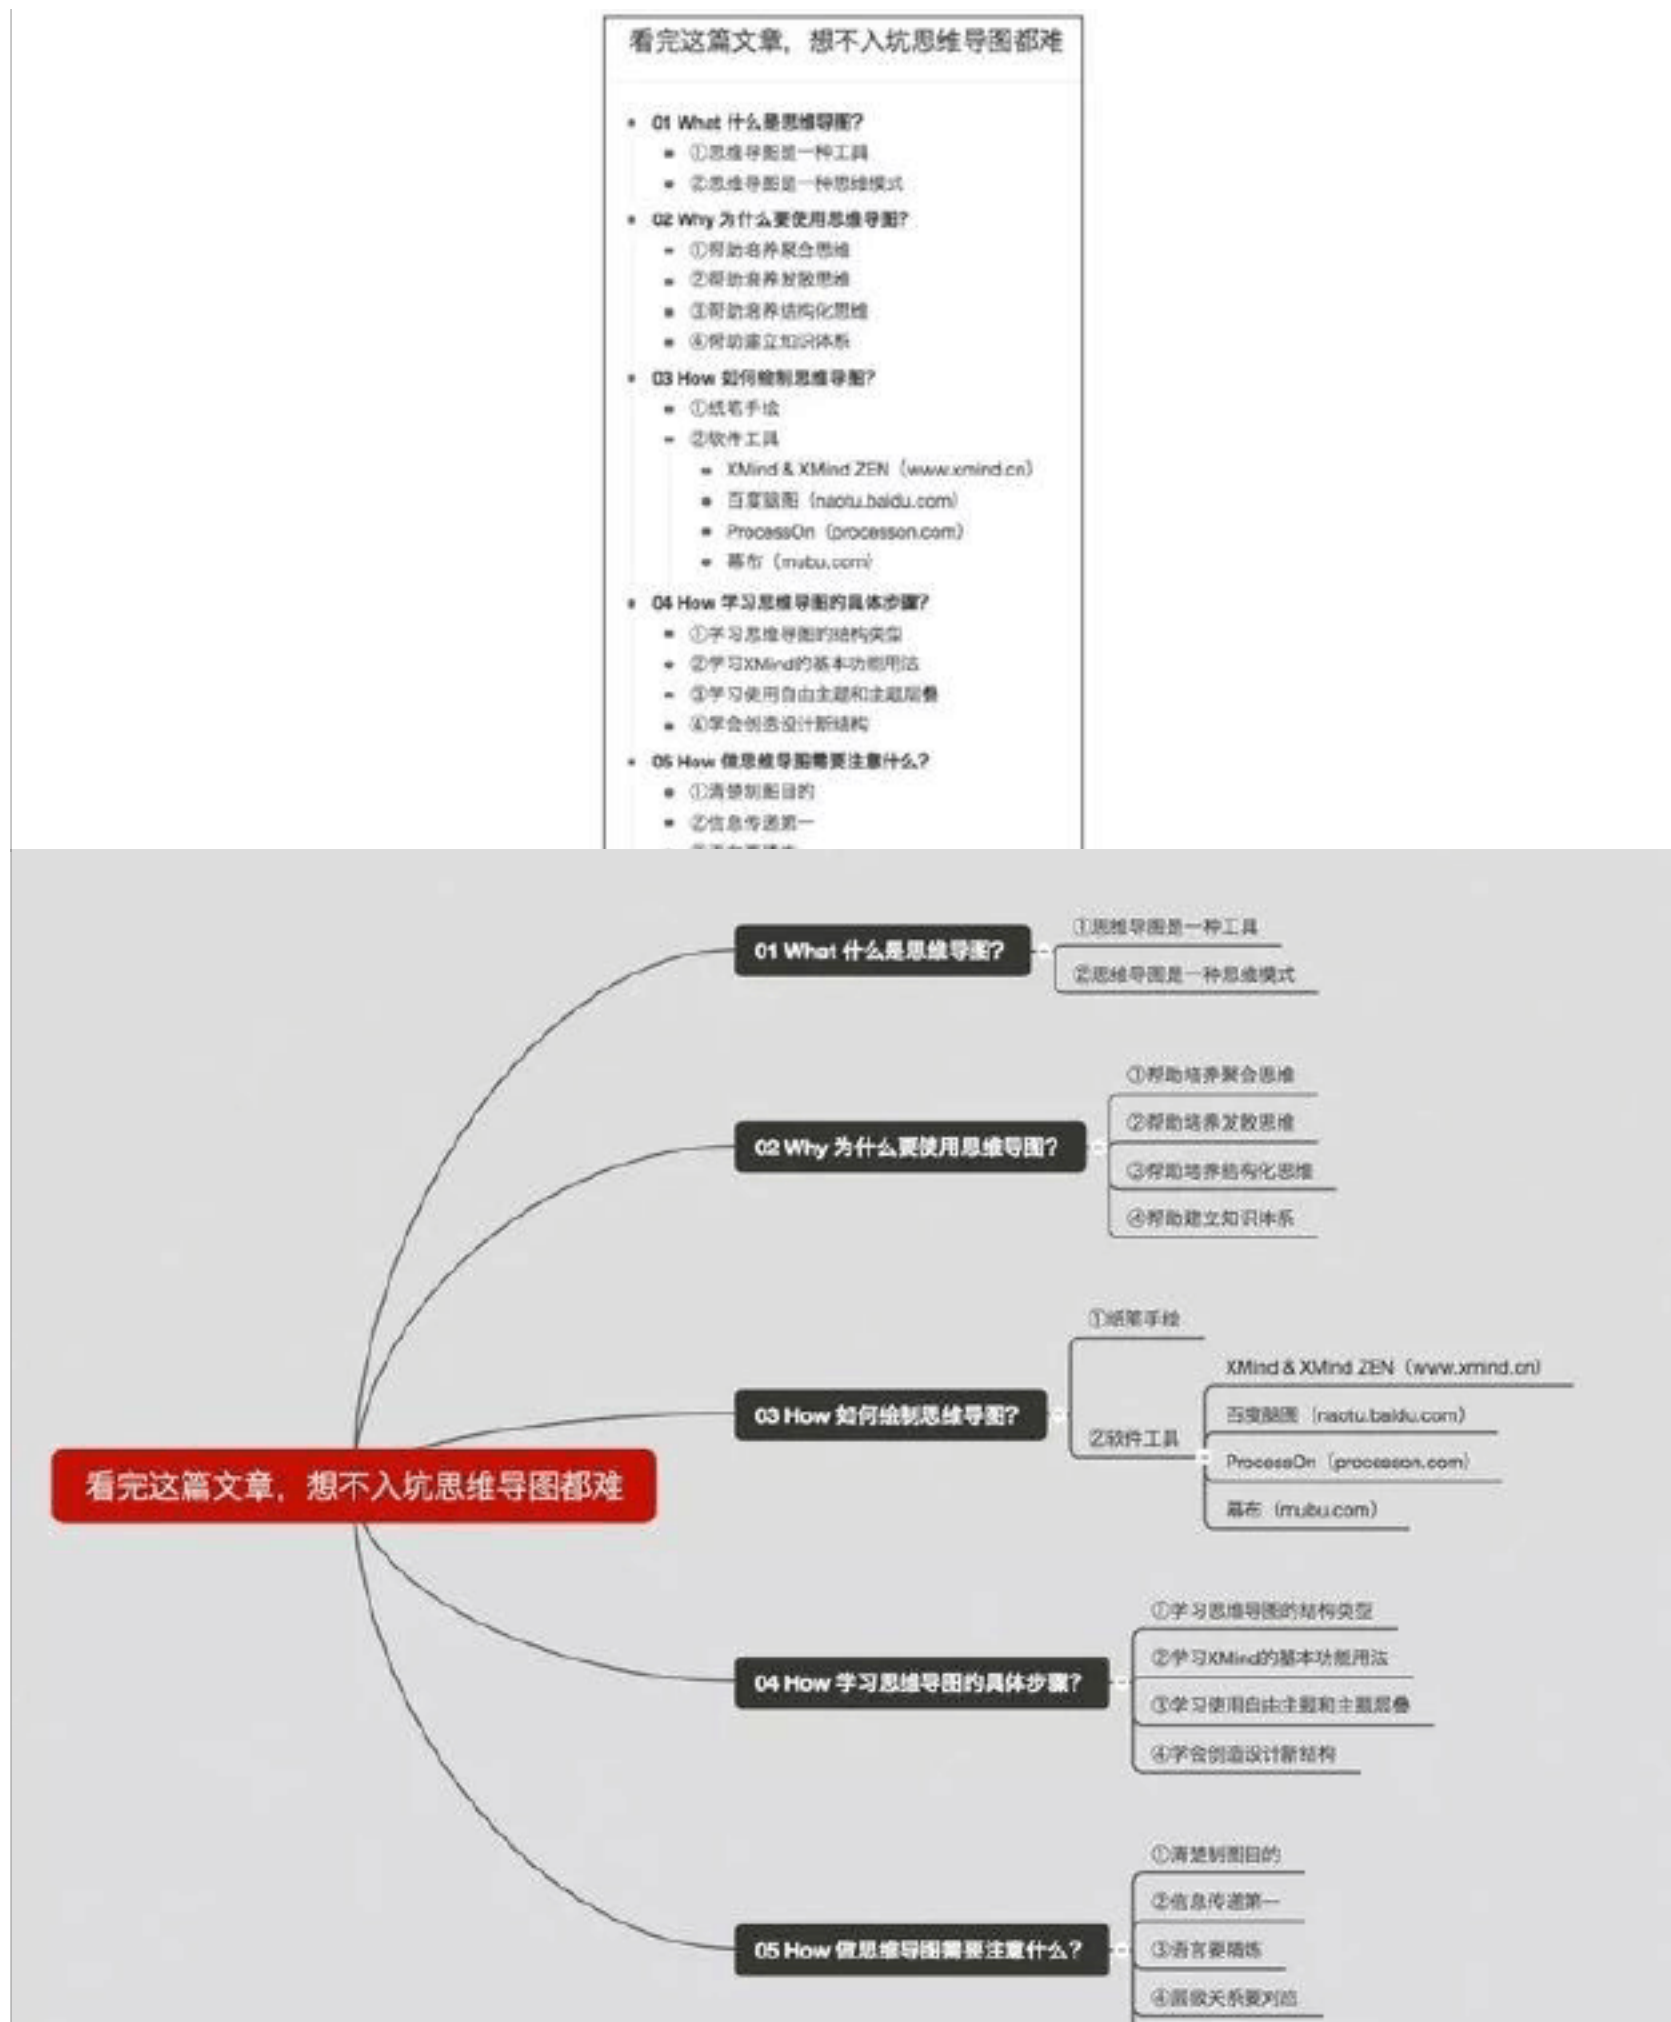 看完这篇文章，想不入坑思维导图都难
01 What 什么是思维导图？
①思维导图是一种工具
②思维导图是一种思维模式
02 Why 为什么要使用思维导图？
①帮助培养聚合思维
②帮助培养发散思维
③帮助培养结构化思维
④帮助建立知识体系
03 How 如何绘制思维导图？
①纸笔手绘
②软件工具
XMind & XMind ZEN（www.xmind.cn）
百度脑图（naotu.baidu.com）
ProcessOn（processon.com）
幕布（mubu.com）
04 How 学习思维导图的具体步骤？
①学习思维导图的结构类型
②学习XMind的基本功能用法
③学习使用自由主题和主题层叠
④学会创造设计新结构
05 How 做思维导图需要注意什么？
①清楚制图目的
②信息传递第一
看完这篇文章，想不入坑思维导图都难
01 What 什么是思维导图？
①思维导图是一种工具
②思维导图是一种思维模式
02 Why 为什么要使用思维导图？
①帮助培养聚合思维
②帮助培养发散思维
③帮助培养结构化思维
④帮助建立知识体系
03 How 如何绘制思维导图？
①纸笔手绘
②软件工具
XMind & XMind ZEN（www.xmind.cn）
百度脑图（naotu.baidu.com）
ProcessOn（processon.com）
幕布（mubu.com）
04 How 学习思维导图的具体步骤？
①学习思维导图的结构类型
②学习XMind的基本功能用法
③学习使用自由主题和主题层叠
④学会创造设计新结构
05 How 做思维导图需要注意什么？
①清楚制图目的
②信息传递第一
③语言要精炼
④层级关系要对应